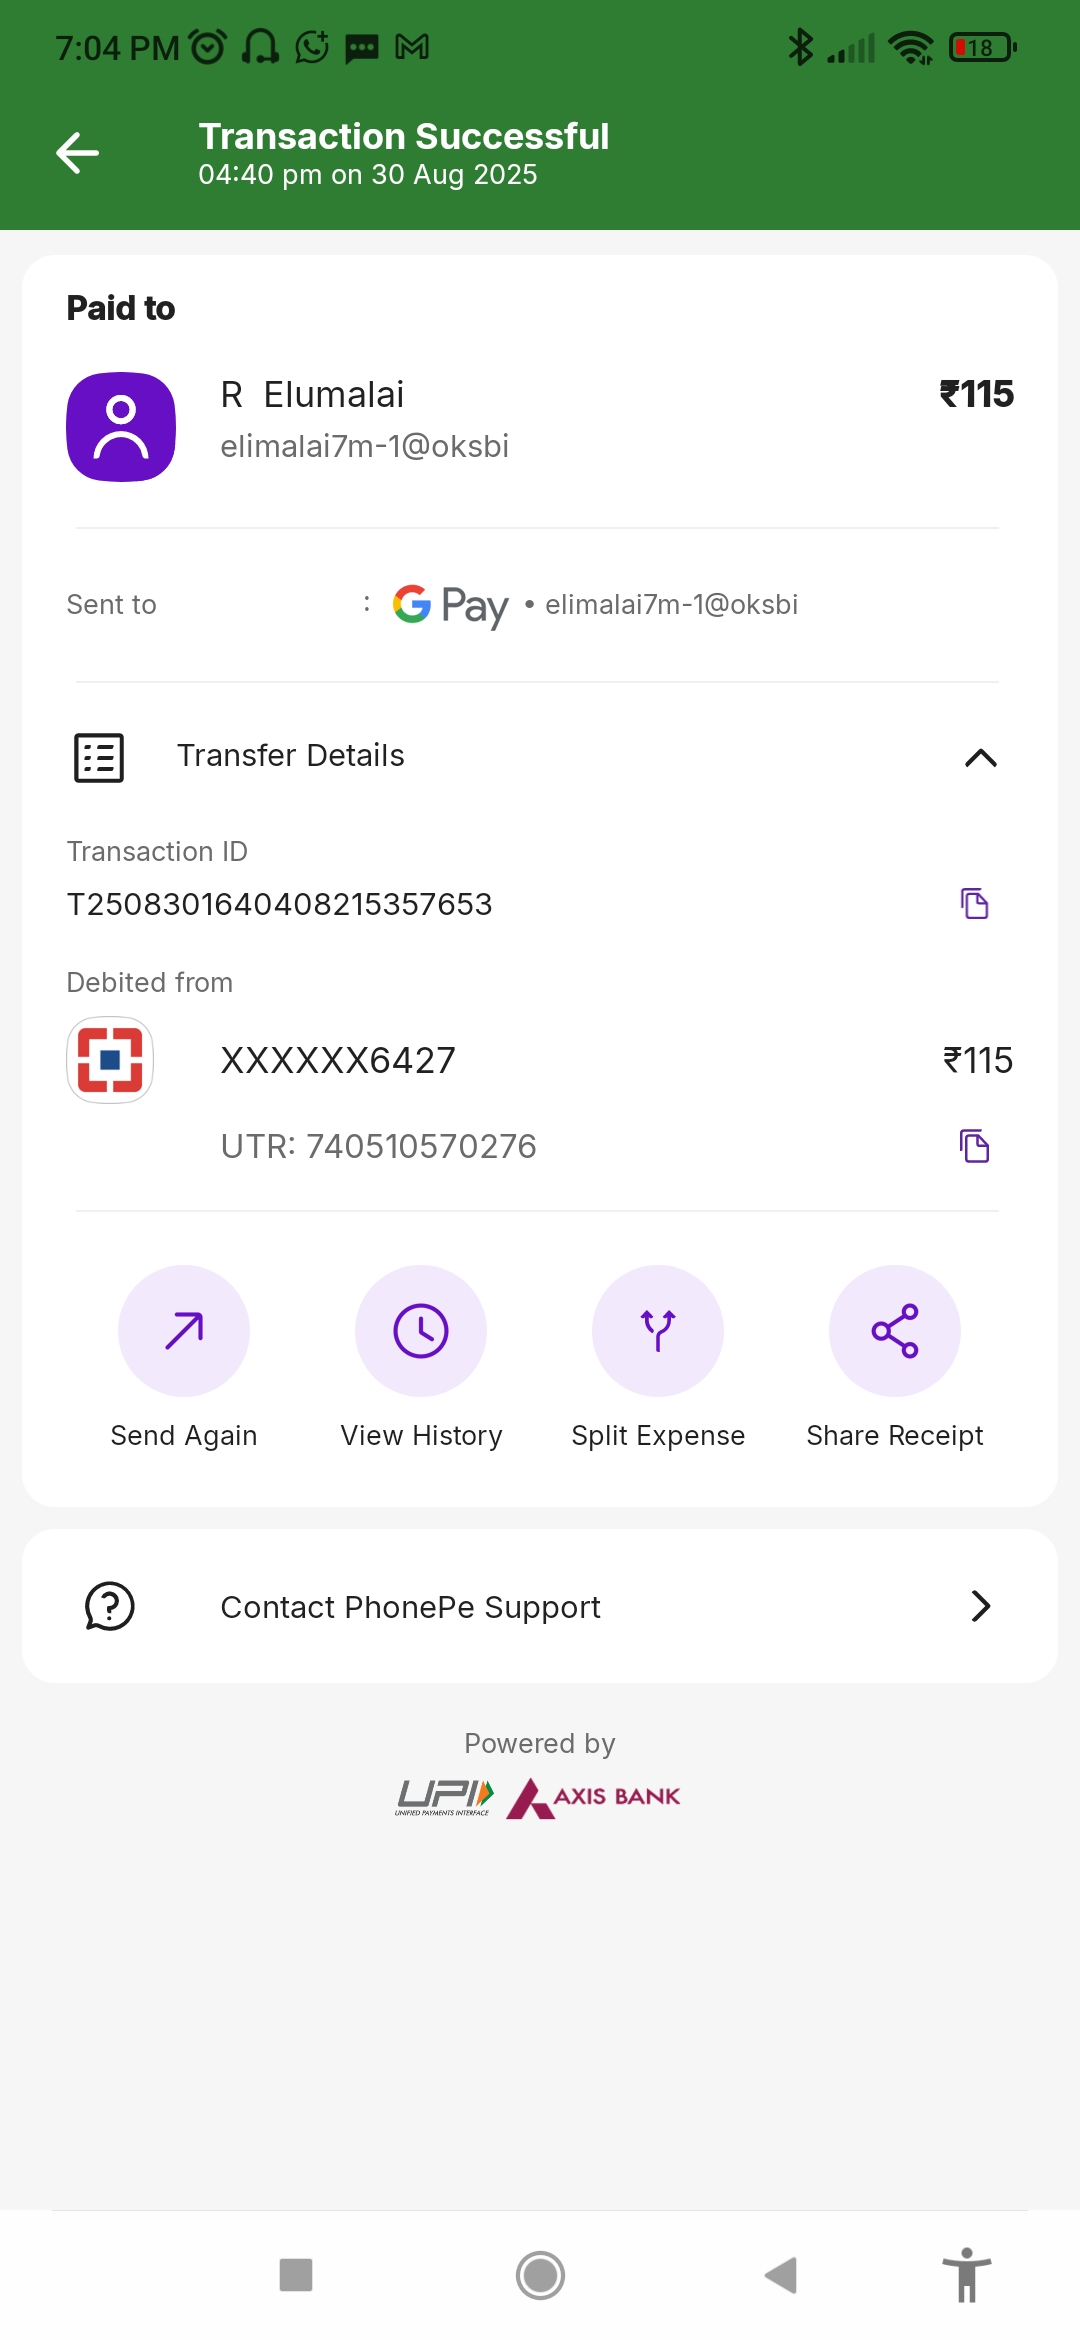 7:04 PM
18
Transaction Successful
04:40 pm on 30 Aug 2025
Paid to
R  Elumalai
₹115
elimalai7m-1@oksbi
Sent to : G Pay • elimalai7m-1@oksbi
Transfer Details
Transaction ID
T2508301640408215357653
Debited from
XXXXXX6427
₹115
UTR: 740510570276
Send Again
View History
Split Expense
Share Receipt
Contact PhonePe Support
Powered by
UPI
UNIFIED PAYMENTS INTERFACE
AXIS BANK